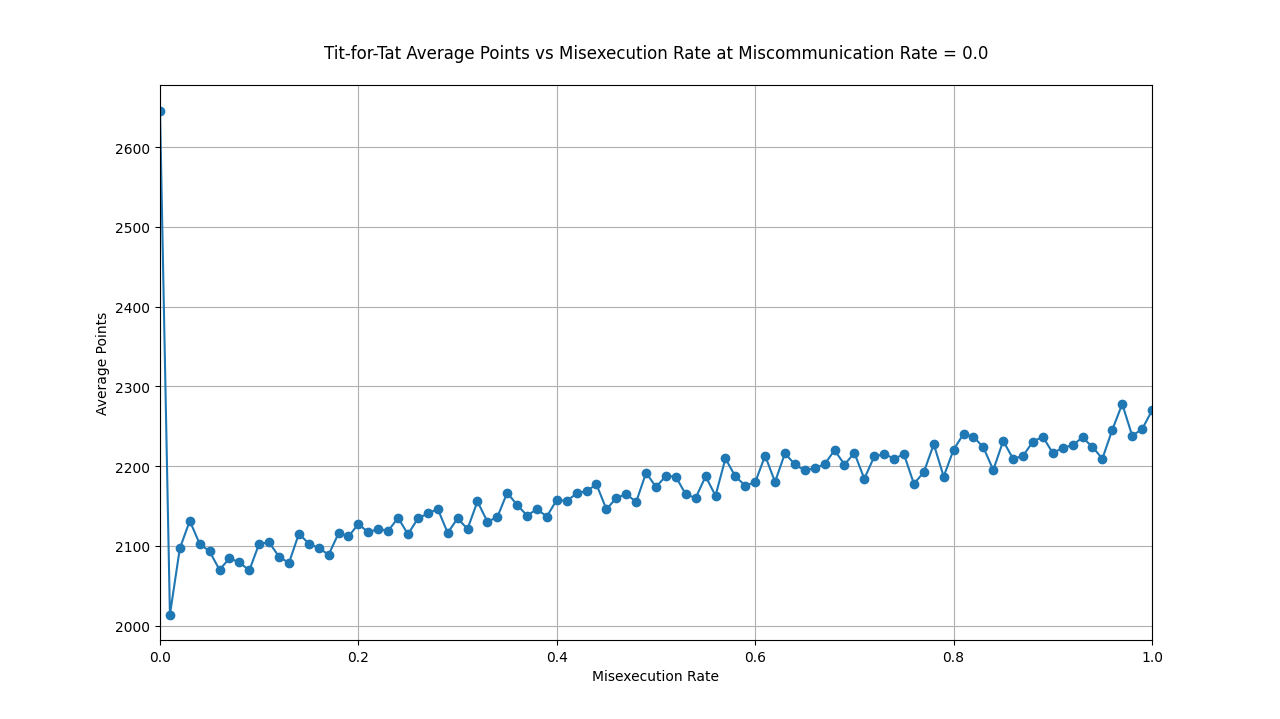 Tit-for-Tat Average Points vs Misexecution Rate at Miscommunication Rate = 0.0
2600
2500
2400
2300
2200
2100
2000
Average Points
0.0 0.2 0.4 0.6 0.8 1.0
Misexecution Rate